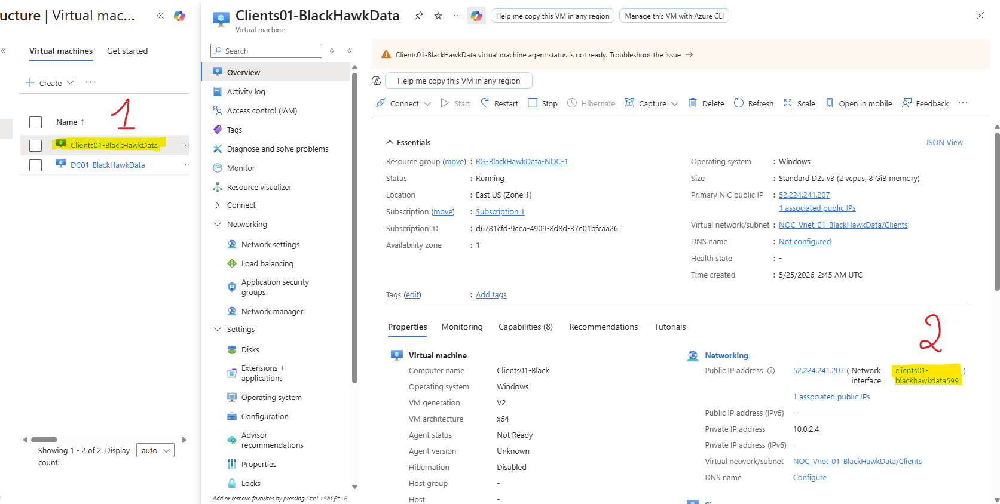 ucture | Virtual mac...
Virtual machines
Get started
Create
1
Name ↑
Clients01-BlackHawkData
DC01-BlackHawkData
Showing 1 - 2 of 2. Display
count:
auto
Clients01-BlackHawkData
Virtual machine
Help me copy this VM in any region
Manage this VM with Azure CLI
Search
Overview
Activity log
Access control (IAM)
Tags
Diagnose and solve problems
Monitor
Resource visualizer
Connect
Networking
Network settings
Load balancing
Application security
groups
Network manager
Settings
Disks
Extensions +
applications
Operating system
Configuration
Advisor
recommendations
Properties
Locks
Add or remove favorites by pressing Ctrl+Shift+F
Clients01-BlackHawkData virtual machine agent status is not ready. Troubleshoot the issue →
Help me copy this VM in any region
Connect
Start
Restart
Stop
Hibernate
Capture
Delete
Refresh
Scale
Open in mobile
Feedback
Essentials
JSON View
Resource group (move) : RG-BlackHawkData-NOC-1
Status : Running
Location : East US (Zone 1)
Subscription (move) : Subscription 1
Subscription ID : d6781cfd-9cea-4909-8d8d-37e01bfcaa26
Availability zone : 1
Operating system : Windows
Size : Standard D2s v3 (2 vcpus, 8 GiB memory)
Primary NIC public IP : 52.224.241.207
1 associated public IPs
Virtual network/subnet : NOC_Vnet_01_BlackHawkData/Clients
DNS name : Not configured
Health state : -
Time created : 5/25/2026, 2:45 AM UTC
Tags (edit) : Add tags
Properties
Monitoring
Capabilities (8)
Recommendations
Tutorials
2
Virtual machine
Computer name Clients01-Black
Operating system Windows
VM generation V2
VM architecture x64
Agent status Not Ready
Agent version Unknown
Hibernation Disabled
Host group -
Host -
Networking
Public IP address 52.224.241.207 ( Network clients01- )
interface blackhawkdata599
1 associated public IPs
Public IP address (IPv6) -
Private IP address 10.0.2.4
Private IP address (IPv6) -
Virtual network/subnet NOC_Vnet_01_BlackHawkData/Clients
DNS name Configure